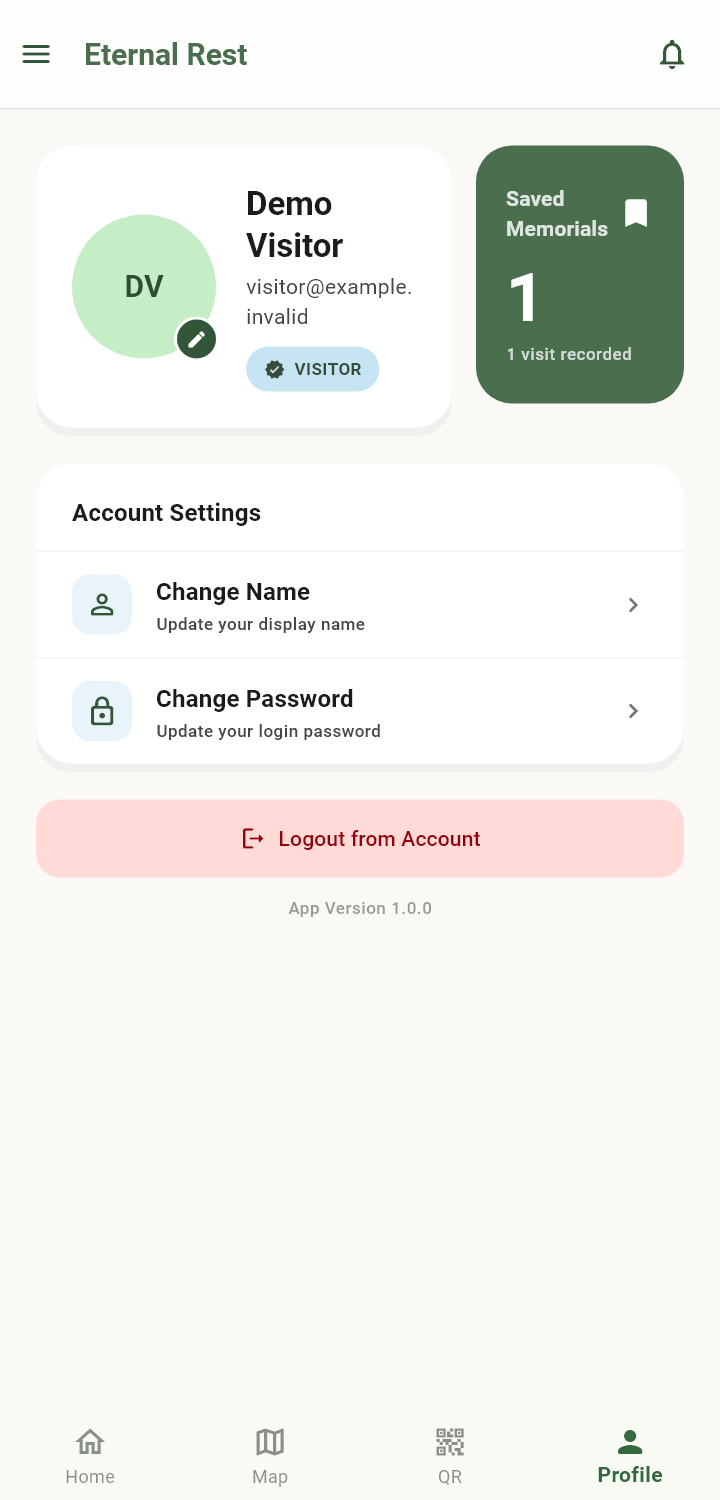 Eternal Rest
DV
Demo
Visitor
visitor@example.
invalid
VISITOR
Saved
Memorials
1
1 visit recorded
Account Settings
Change Name
Update your display name
Change Password
Update your login password
Logout from Account
App Version 1.0.0
Home
Map
QR
Profile